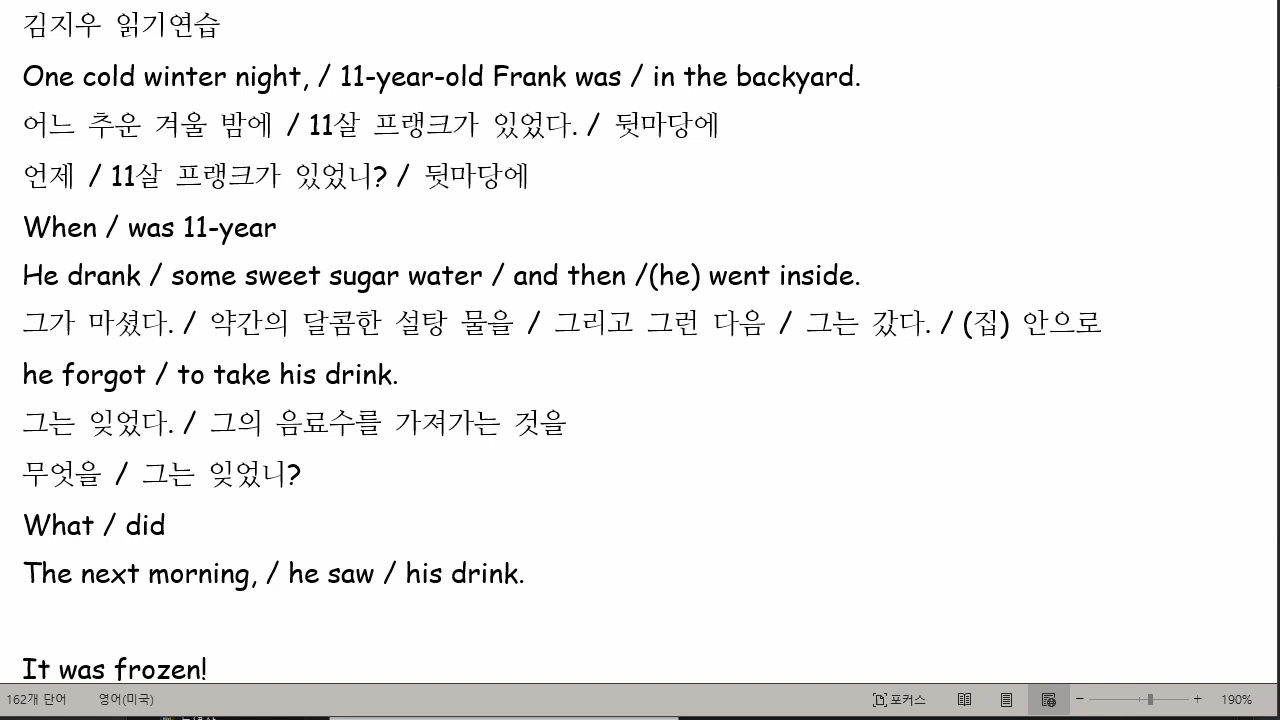 김지우 읽기연습
One cold winter night, / 11-year-old Frank was / in the backyard.
어느 추운 겨울 밤에 / 11살 프랭크가 있었다. / 뒷마당에
언제 / 11살 프랭크가 있었니? / 뒷마당에
When / was 11-year
He drank / some sweet sugar water / and then /(he) went inside.
그가 마셨다. / 약간의 달콤한 설탕 물을 / 그리고 그런 다음 / 그는 갔다. / (집) 안으로
he forgot / to take his drink.
그는 잊었다. / 그의 음료수를 가져가는 것을
무엇을 / 그는 잊었니?
What / did
The next morning, / he saw / his drink.
It was frozen!
162개 단어 영어(미국) 포커스 190%